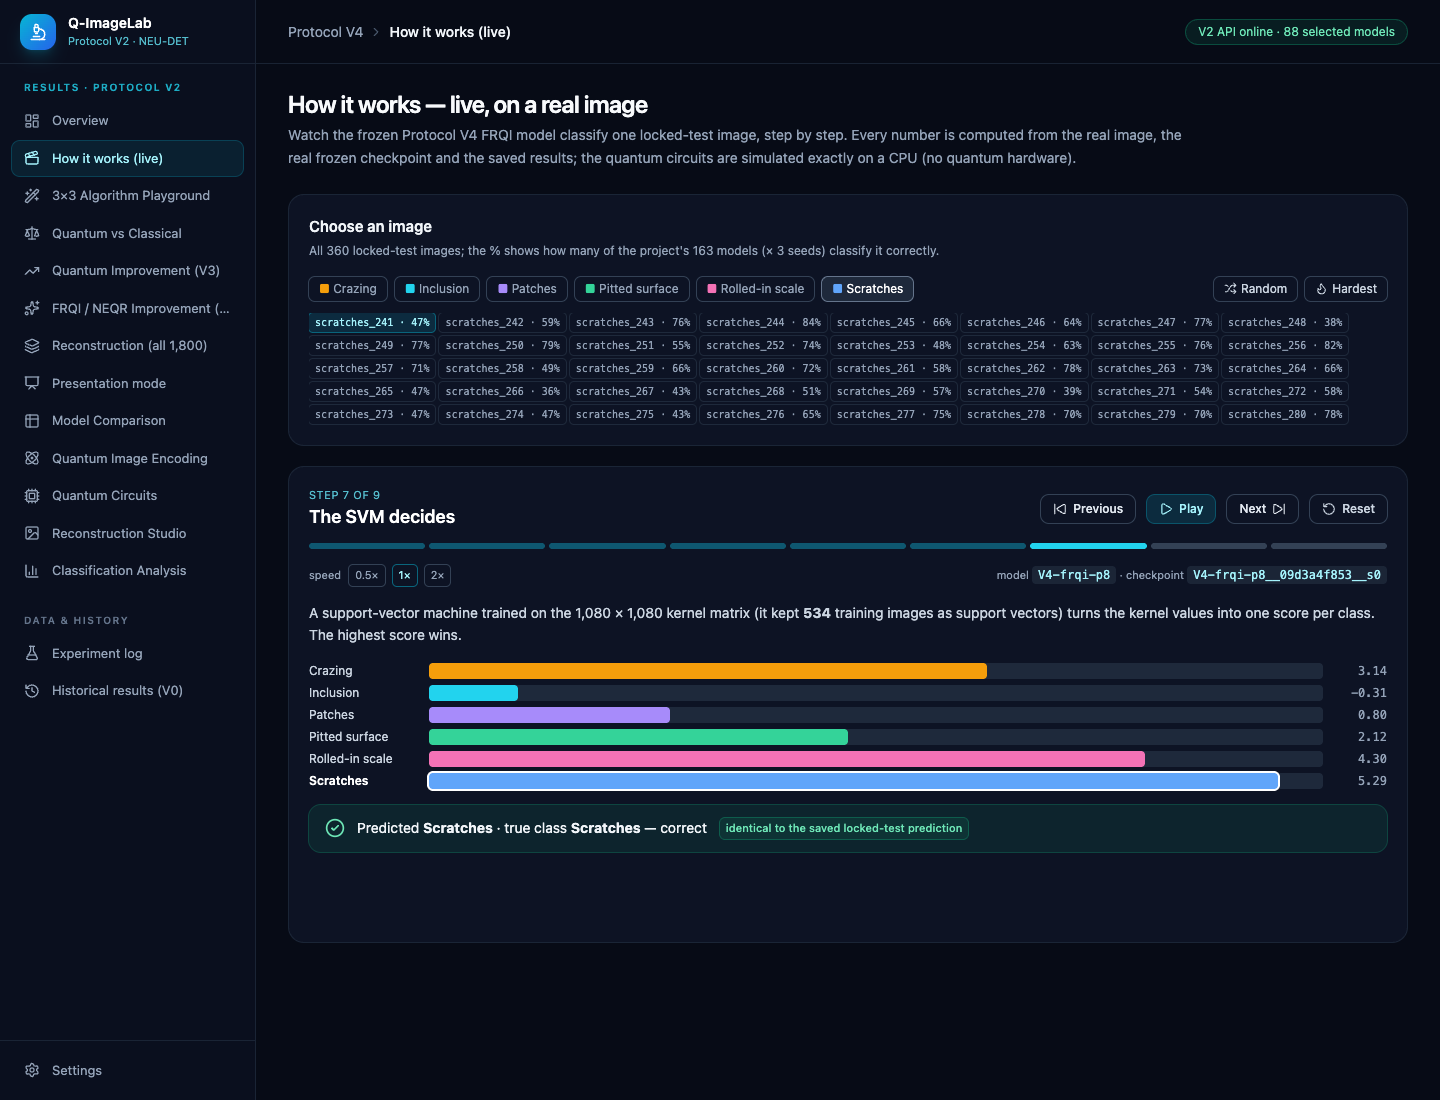 Q-ImageLab
Protocol V2 · NEU-DET
Protocol V4 > How it works (live)
V2 API online · 88 selected models
RESULTS · PROTOCOL V2
Overview
How it works (live)
3×3 Algorithm Playground
Quantum vs Classical
Quantum Improvement (V3)
FRQI / NEQR Improvement (...
Reconstruction (all 1,800)
Presentation mode
Model Comparison
Quantum Image Encoding
Quantum Circuits
Reconstruction Studio
Classification Analysis
DATA & HISTORY
Experiment log
Historical results (V0)
Settings
How it works — live, on a real image
Watch the frozen Protocol V4 FRQI model classify one locked-test image, step by step. Every number is computed from the real image, the
real frozen checkpoint and the saved results; the quantum circuits are simulated exactly on a CPU (no quantum hardware).
Choose an image
All 360 locked-test images; the % shows how many of the project's 163 models (× 3 seeds) classify it correctly.
Crazing Inclusion Patches Pitted surface Rolled-in scale Scratches Random Hardest
scratches_241 · 47% scratches_242 · 59% scratches_243 · 76% scratches_244 · 84% scratches_245 · 66% scratches_246 · 64% scratches_247 · 77% scratches_248 · 38%
scratches_249 · 77% scratches_250 · 79% scratches_251 · 55% scratches_252 · 74% scratches_253 · 48% scratches_254 · 63% scratches_255 · 76% scratches_256 · 82%
scratches_257 · 71% scratches_258 · 49% scratches_259 · 66% scratches_260 · 72% scratches_261 · 58% scratches_262 · 78% scratches_263 · 73% scratches_264 · 66%
scratches_265 · 47% scratches_266 · 36% scratches_267 · 43% scratches_268 · 51% scratches_269 · 57% scratches_270 · 39% scratches_271 · 54% scratches_272 · 58%
scratches_273 · 47% scratches_274 · 47% scratches_275 · 43% scratches_276 · 65% scratches_277 · 75% scratches_278 · 70% scratches_279 · 70% scratches_280 · 78%
STEP 7 OF 9
The SVM decides
Previous Play Next Reset
speed 0.5× 1× 2×
model V4-frqi-p8 · checkpoint V4-frqi-p8__09d3a4f853__s0
A support-vector machine trained on the 1,080 × 1,080 kernel matrix (it kept 534 training images as support vectors) turns the kernel values into one score per class.
The highest score wins.
Crazing 3.14
Inclusion −0.31
Patches 0.80
Pitted surface 2.12
Rolled-in scale 4.30
Scratches 5.29
Predicted Scratches · true class Scratches — correct identical to the saved locked-test prediction